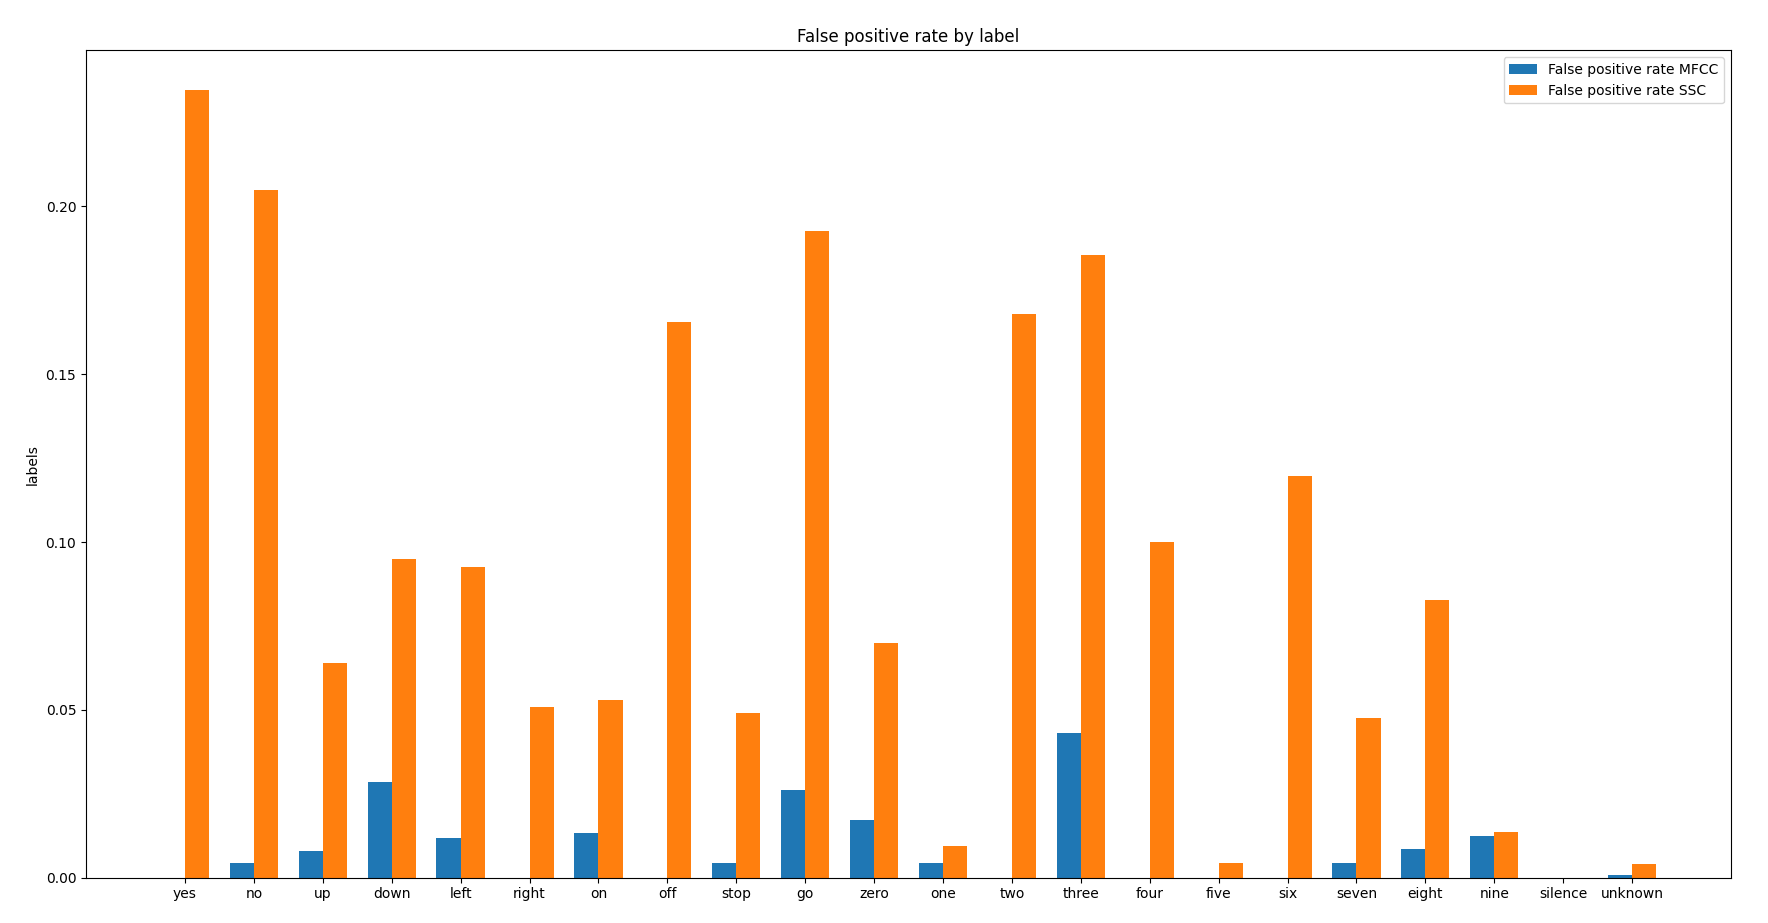 False positive rate by label
False positive rate MFCC
False positive rate SSC
0.20
0.15
0.10
0.05
0.00
labels
yes no up down left right on off stop go zero one two three four five six seven eight nine silence unknown